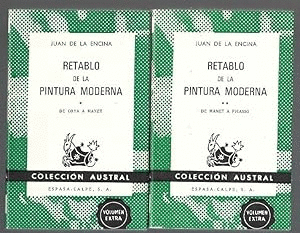 JUAN DE LA ENCINA
RETABLO
DE LA
PINTURA MODERNA
*
DE GOYA A MANET
COLECCIÓN AUSTRAL
ESPASA-CALPE, S. A.
VOLUMEN
EXTRA
JUAN DE LA ENCINA
RETABLO
DE LA
PINTURA MODERNA
**
DE MANET A PICASSO
COLECCIÓN AUSTRAL
ESPASA-CALPE, S. A.
VOLUMEN
EXTRA